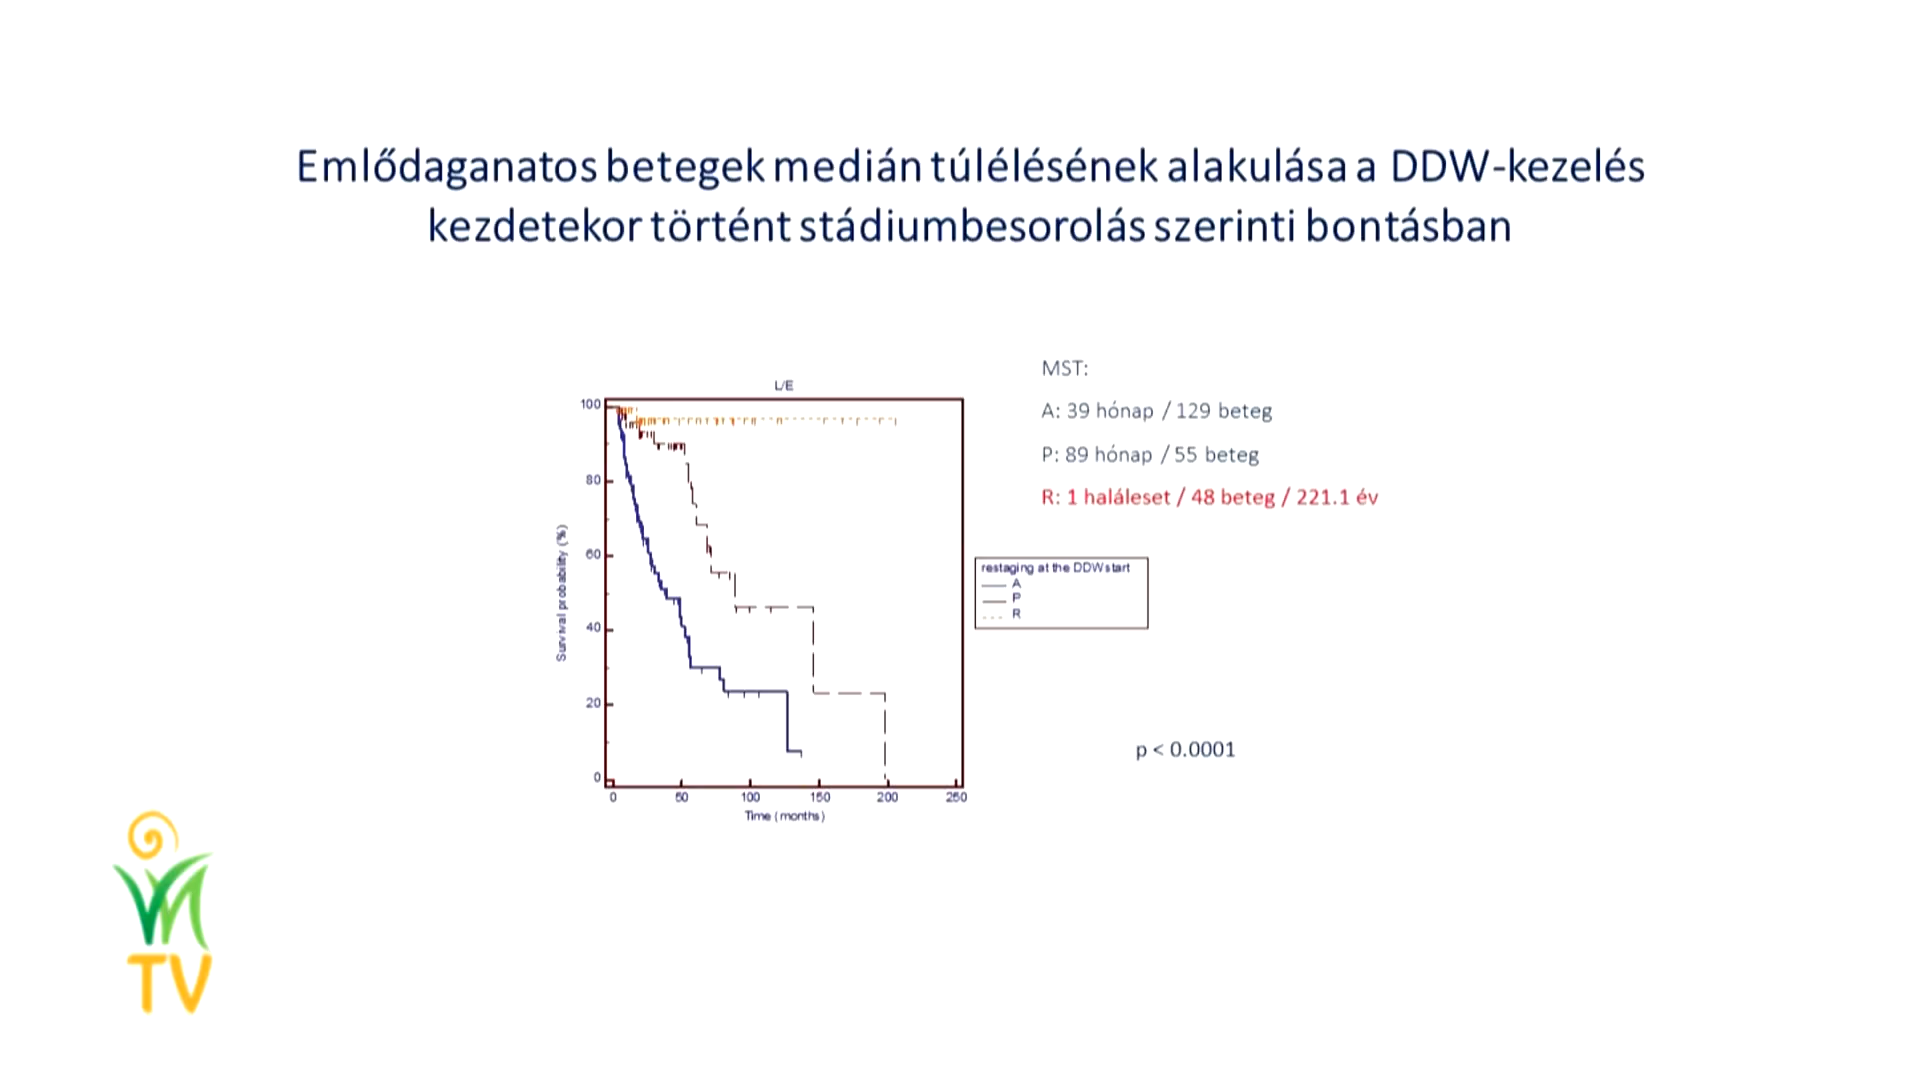 Emlődaganatos betegek medián túlélésének alakulása a DDW-kezelés
kezdetekor történt stádiumbesorolás szerinti bontásban
MST:
A: 39 hónap / 129 beteg
P: 89 hónap / 55 beteg
R: 1 haláleset / 48 beteg / 221.1 év
L/E
100
80
60
40
20
0
Survival probability (%)
0 50 100 150 200 250
Time (months)
restaging at the DDW start
A
P
R
p < 0.0001
TV